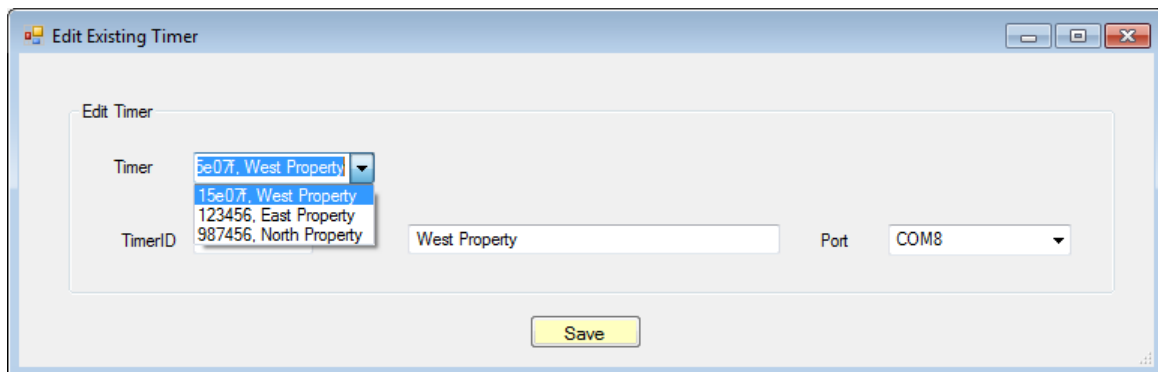 Edit Existing Timer
Edit Timer
Timer
5e07f, West Property
15e07f, West Property
123456, East Property
987456, North Property
TimerID
West Property
Port
COM8
Save